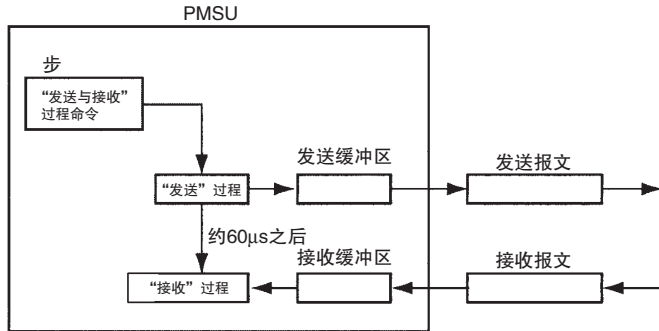 PMSU
步
“发送与接收”
过程命令
发送缓冲区
发送报文
“发送”过程
约60μs之后
接收缓冲区
接收报文
“接收”过程